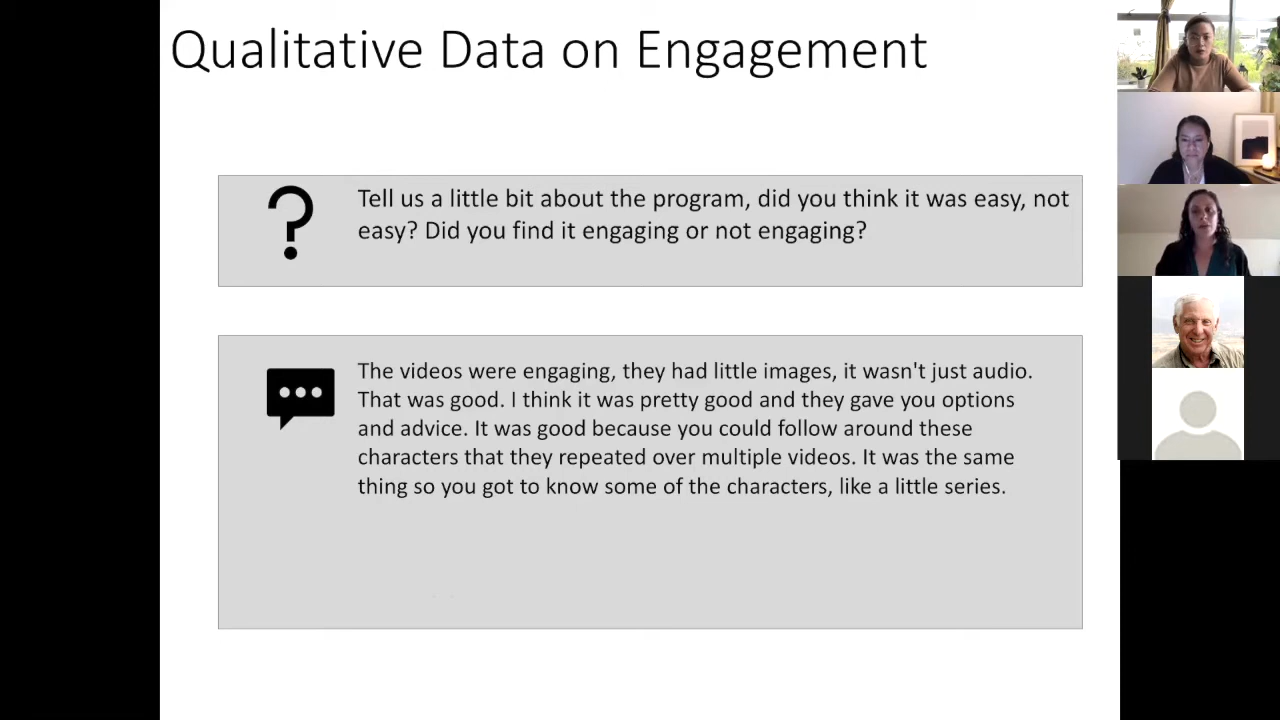 Qualitative Data on Engagement
Tell us a little bit about the program, did you think it was easy, not
easy? Did you find it engaging or not engaging?
The videos were engaging, they had little images, it wasn't just audio.
That was good. I think it was pretty good and they gave you options
and advice. It was good because you could follow around these
characters that they repeated over multiple videos. It was the same
thing so you got to know some of the characters, like a little series.